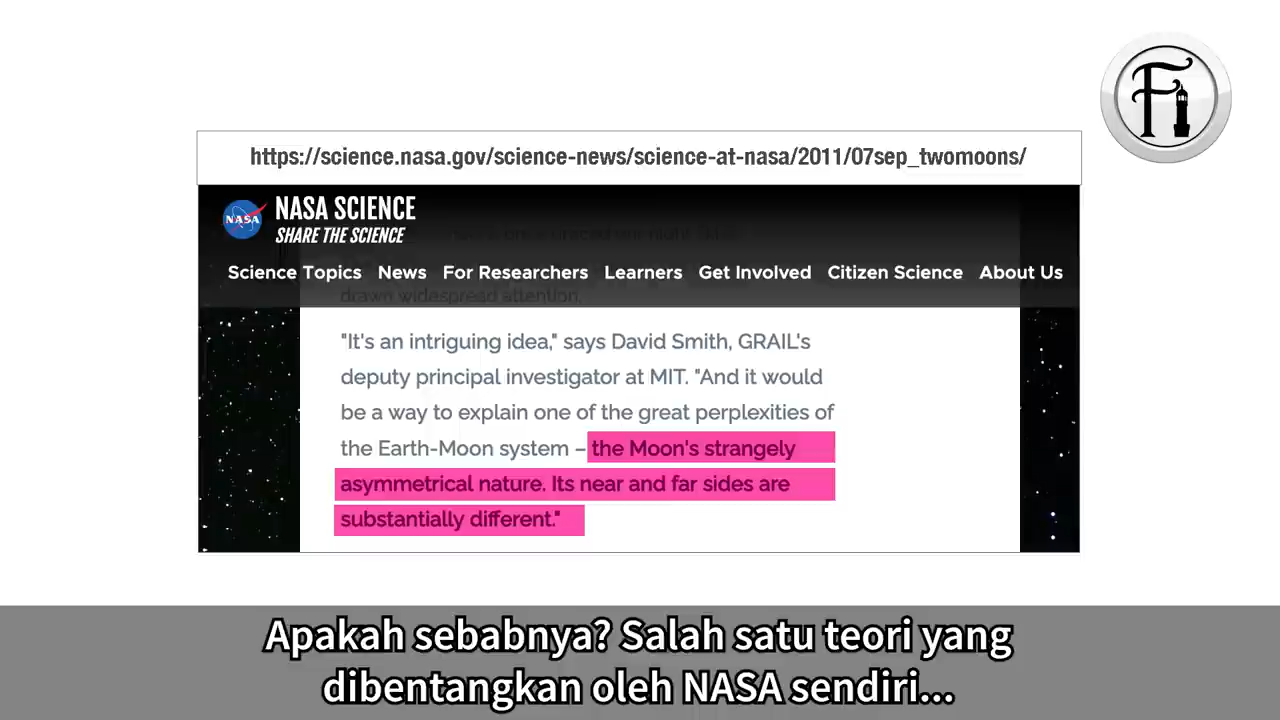 Fi
https://science.nasa.gov/science-news/science-at-nasa/2011/07sep_twomoons/
NASA
NASA SCIENCE
SHARE THE SCIENCE
Science Topics News For Researchers Learners Get Involved Citizen Science About Us
drawn widespread attention.
"It's an intriguing idea," says David Smith, GRAIL's
deputy principal investigator at MIT. "And it would
be a way to explain one of the great perplexities of
the Earth-Moon system – the Moon's strangely
asymmetrical nature. Its near and far sides are
substantially different."
Apakah sebabnya? Salah satu teori yang
dibentangkan oleh NASA sendiri...